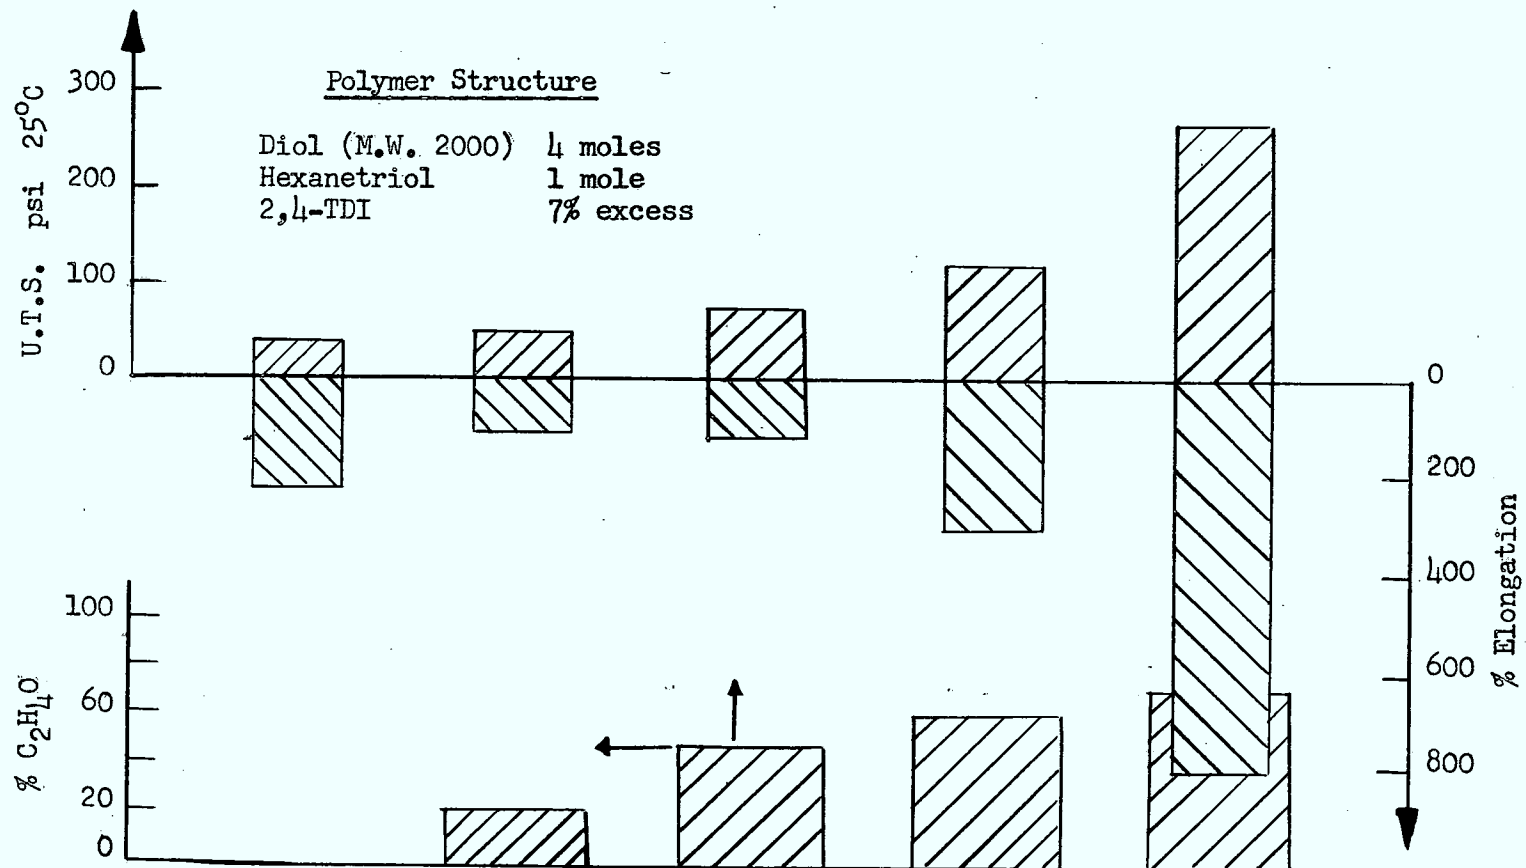 Polymer Structure
Diol (M.W. 2000) 4 moles
Hexanetriol 1 mole
2,4-TDI 7% excess
U.T.S. psi 25°C
300
200
100
0
% C2H4O
100
60
20
0
% Elongation
0
200
400
600
800